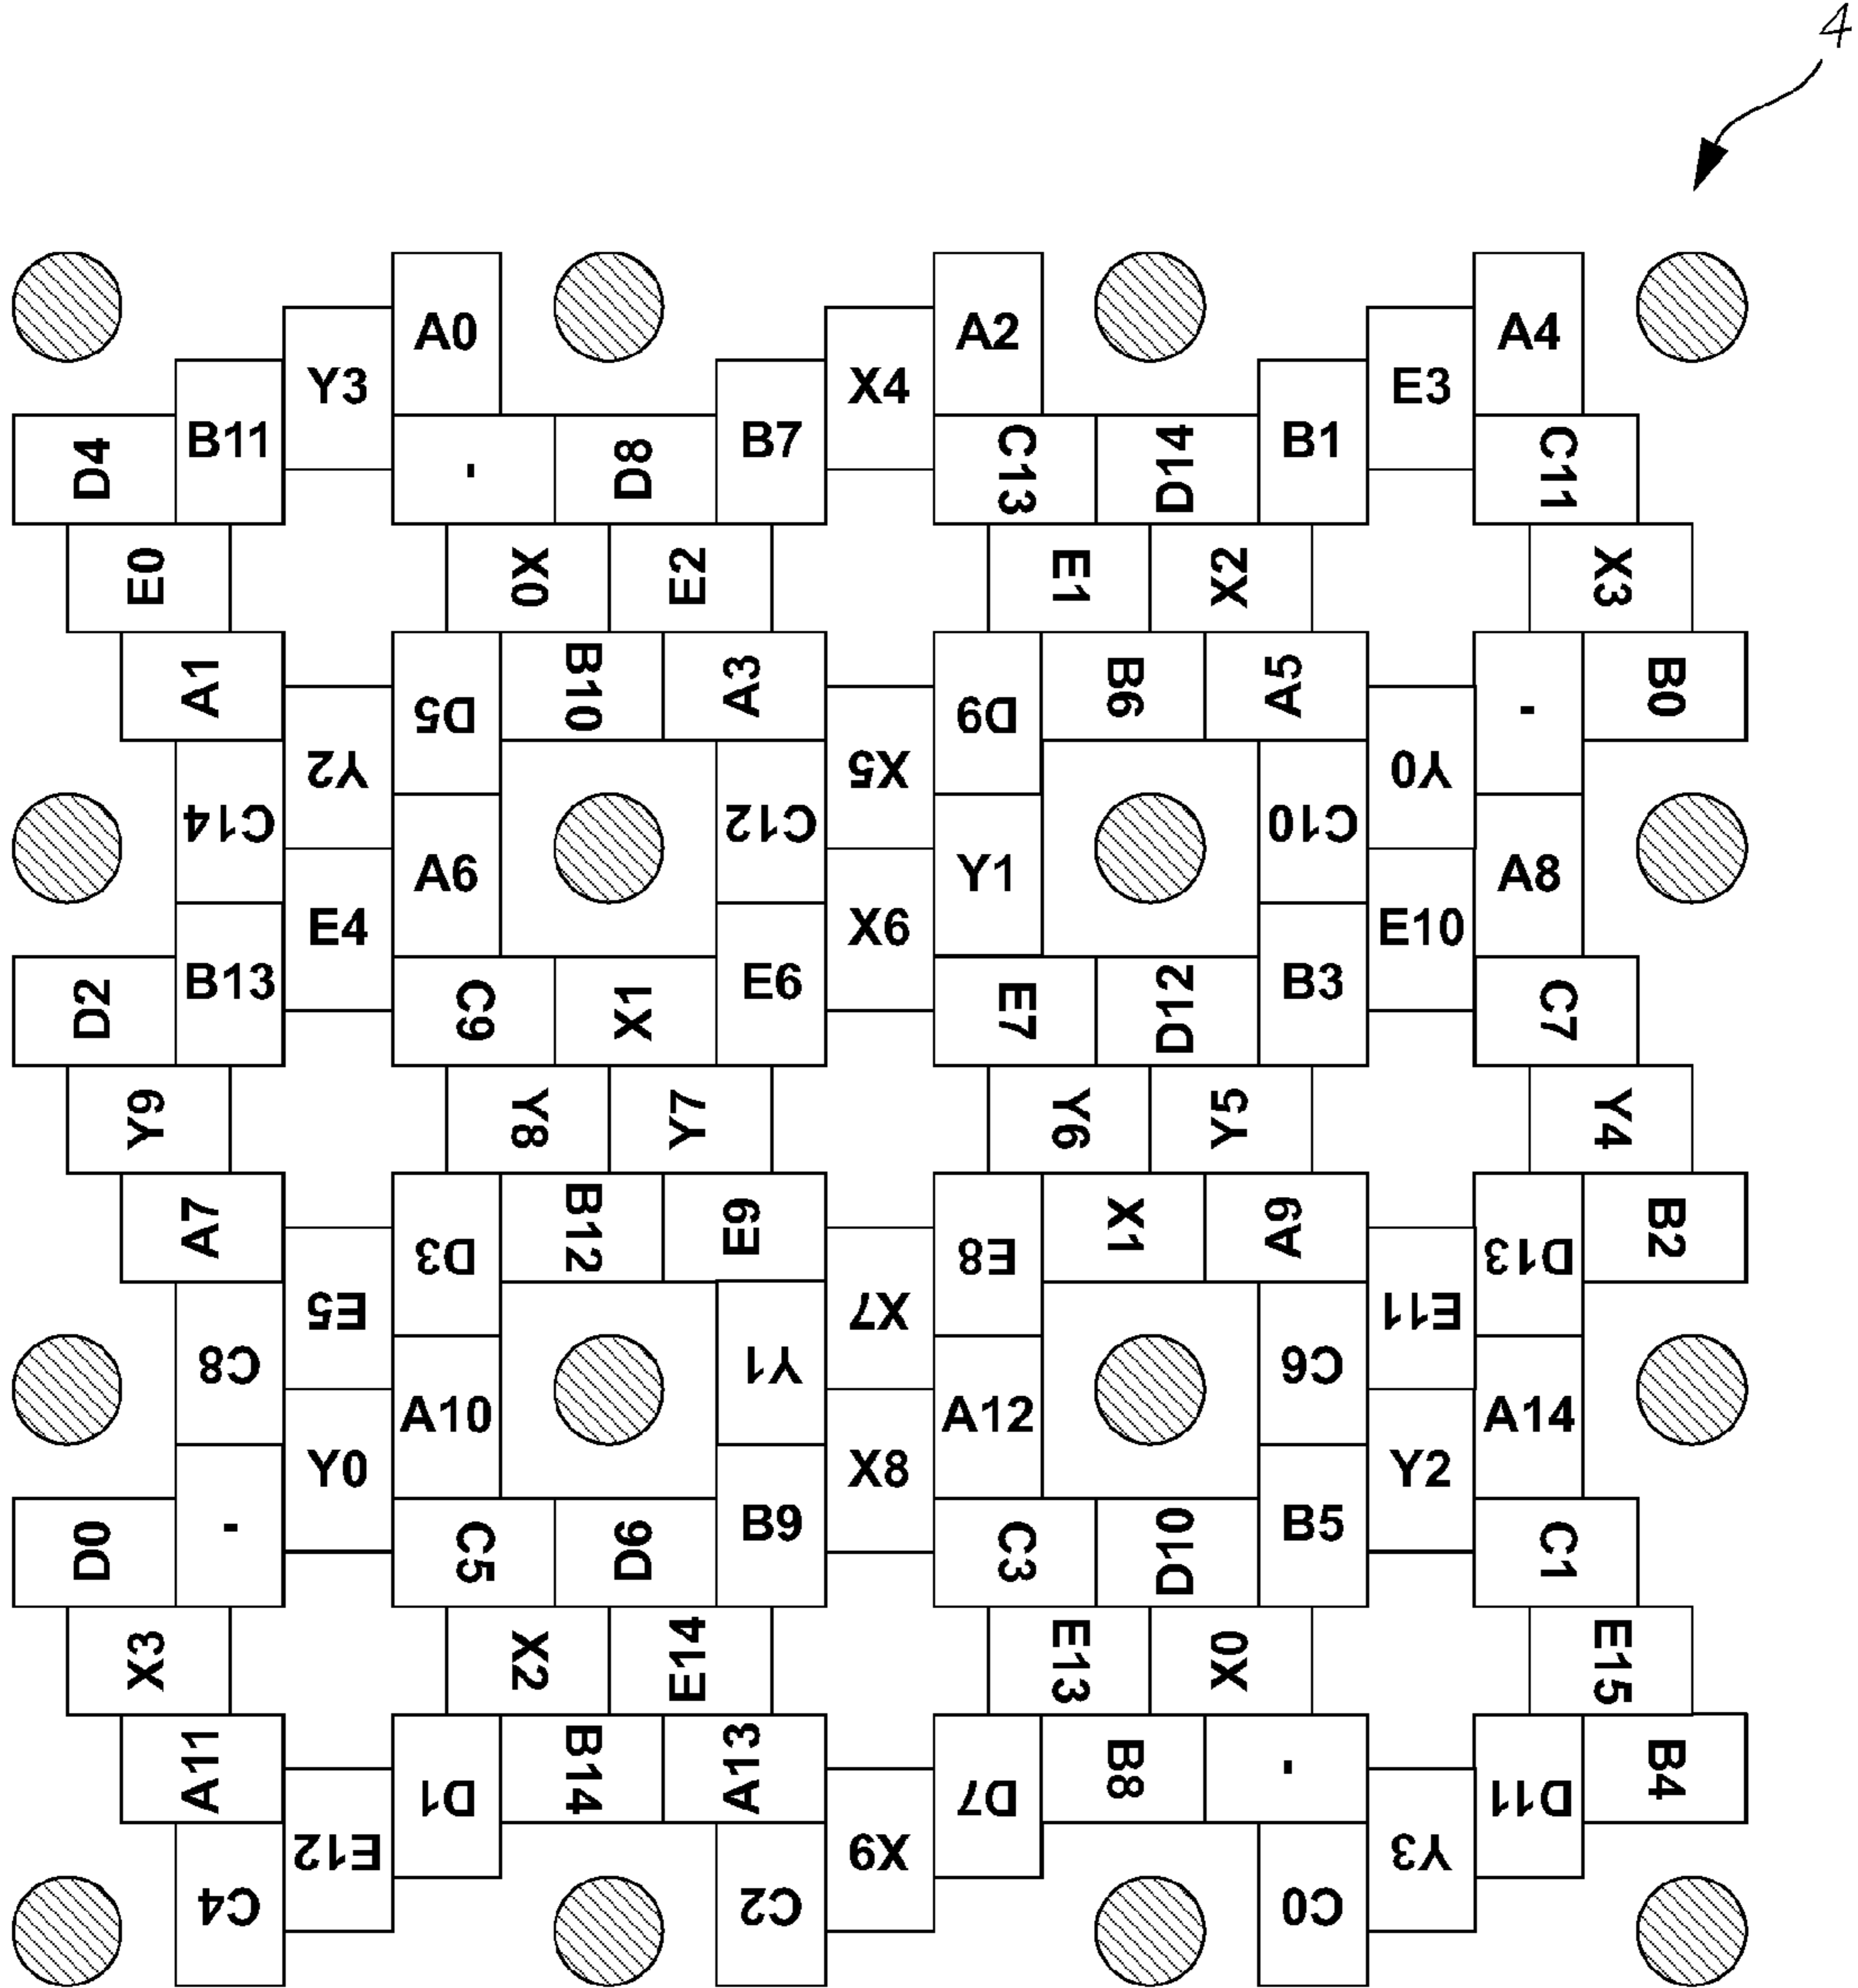 4
A0 A2 A4
Y3 X4 E3
B11 B7 B1
D4 - D8 C13 D14 C11
E0 X0 E2 E1 X2 X3
A1 B10 A3 B6 A5 B0
D5 D9 -
Y2 X5 Y0
C14 C12 C10
A6 Y1 A8
E4 X6 E10
B13 E6 B3
D2 C9 X1 E7 D12 C7
Y9 Y8 Y7 Y6 Y5 Y4
A7 B12 E9 X1 A9 B2
D3 E8 D13
E5 X7 E11
C8 Y1 C6
A10 A12 A14
Y0 X8 Y2
- B9 B5
D0 C5 D6 C3 D10 C1
X3 X2 E14 E13 X0 E15
A11 B14 A13 B8 - B4
D1 D7 D11
E12 X9 Y3
C4 C2 C0